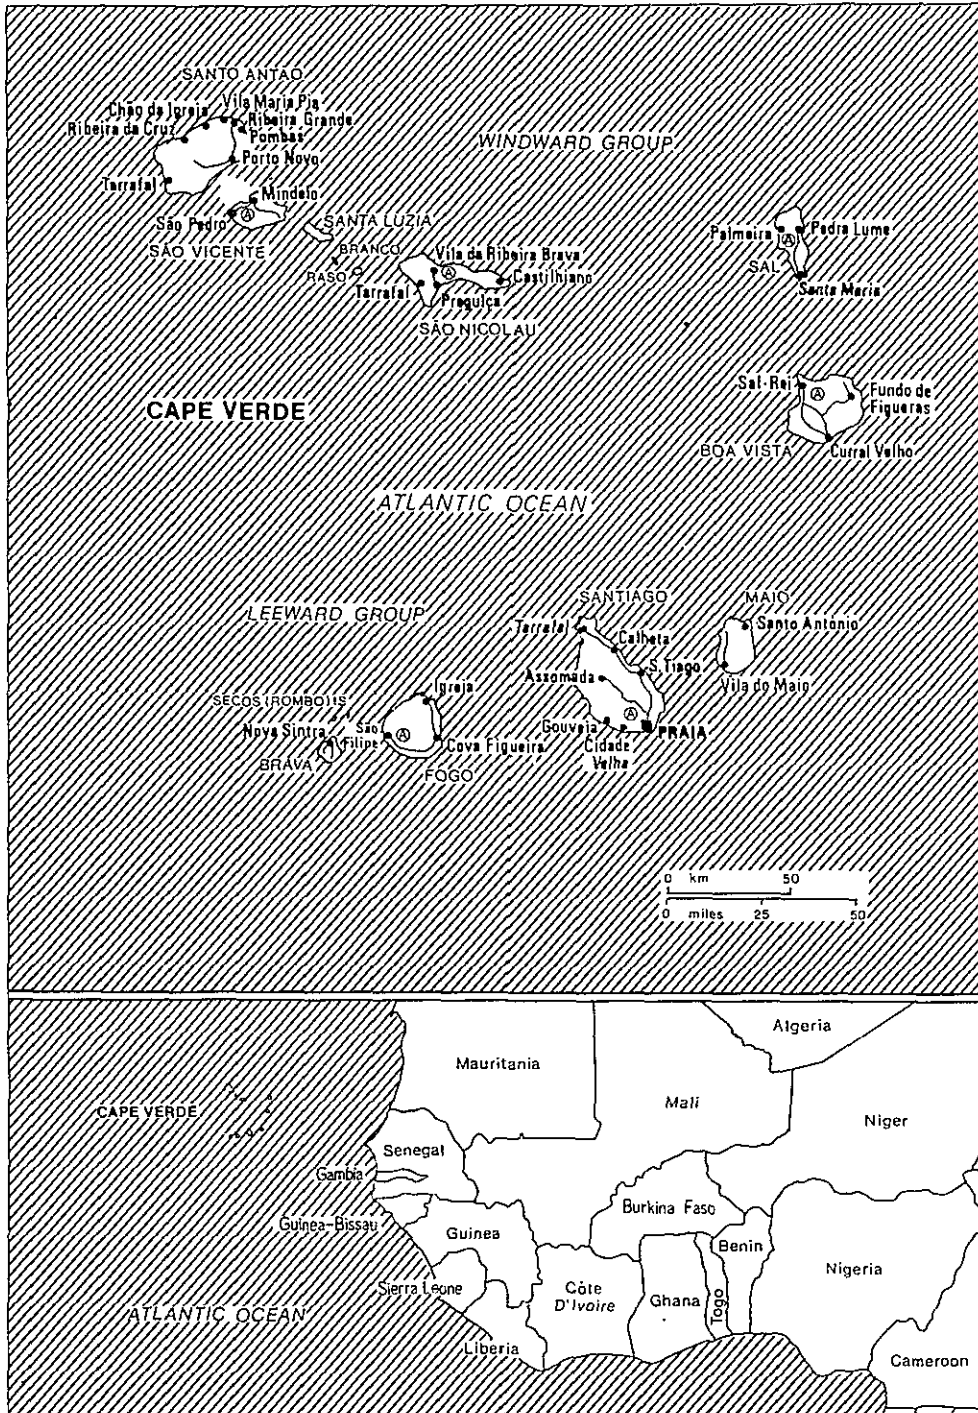 SANTO ANTÃO
Chão da Igreja
Vila Maria Pia
Ribeira da Cruz
Ribeira Grande
Pombas
Porto Novo
Tarrafal
Mindelo
São Pedro
A
SÃO VICENTE
SANTA LUZIA
BRANCO
RASO
WINDWARD GROUP
Vila da Ribeira Brava
A
Castilhiano
Tarrafal
Preguiça
SÃO NICOLAU
Palmeira
Pedra Lume
A
SAL
Santa Maria
CAPE VERDE
Sal-Rei
A
Fundo de
Figueras
BOA VISTA
Curral Velho
ATLANTIC OCEAN
LEEWARD GROUP
SANTIAGO
Tarrafal
Calheta
S.Tiago
Assomada
A
Gouveia
Cidade
Velha
PRAIA
MAIO
Santo António
Vila do Maio
SECOS (ROMBO) IS
Nova Sintra
BRAVA
Igreja
São
Filipe
A
Cova Figueira
FOGO
0 km 50
0 miles 25 50
Algeria
Mauritania
Mali
Niger
CAPE VERDE
Senegal
Gambia
Guinea-Bissau
Guinea
Burkina Faso
Benin
Nigeria
Sierra Leone
Côte
D'Ivoire
Ghana
Togo
ATLANTIC OCEAN
Liberia
Cameroon